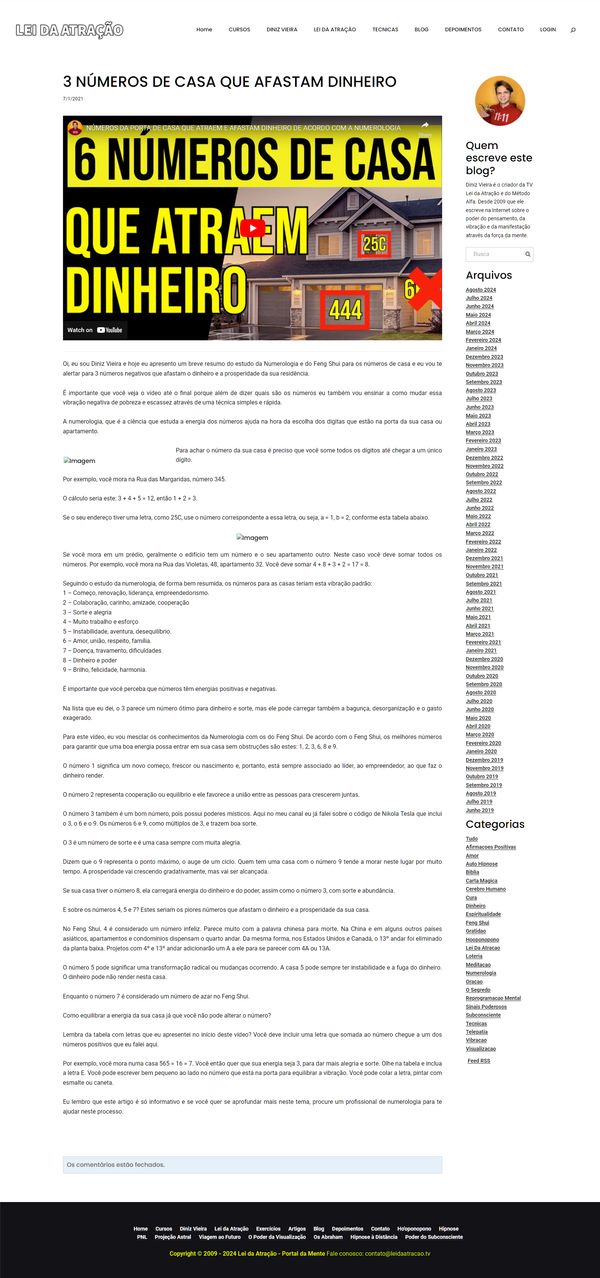 LEI DA ATRAÇÃO
Home CURSOS DINIZ VIEIRA LEI DA ATRAÇÃO TECNICAS BLOG DEPOIMENTOS CONTATO LOGIN
3 NÚMEROS DE CASA QUE AFASTAM DINHEIRO
7/1/2021
NÚMEROS DA PORTA DE CASA QUE ATRAEM E AFASTAM DINHEIRO DE ACORDO COM A NUMEROLOGIA
Share
6 NÚMEROS DE CASA
QUE ATRAEM
DINHEIRO
25C
444
6
Watch on YouTube
Oi, eu sou Diniz Vieira e hoje eu apresento um breve resumo do estudo da Numerologia e do Feng Shui para os números de casa e eu vou te
alertar para 3 números negativos que afastam o dinheiro e a prosperidade da sua residência.
É importante que você veja o vídeo até o final porque além de dizer quais são os números eu também vou ensinar a como mudar essa
vibração negativa de pobreza e escassez através de uma técnica simples e rápida.
A numerologia, que é a ciência que estuda a energia dos números ajuda na hora da escolha dos dígitas que estão na porta da sua casa ou
apartamento.
Imagem
Para achar o número da sua casa é preciso que você some todos os dígitos até chegar a um único
dígito.
Por exemplo, você mora na Rua das Margaridas, número 345.
O cálculo seria este: 3 + 4 + 5 = 12, então 1 + 2 = 3.
Se o seu endereço tiver uma letra, como 25C, use o número correspondente a essa letra, ou seja, a = 1, b = 2, conforme esta tabela abaixo.
Imagem
Se você mora em um prédio, geralmente o edifício tem um número e o seu apartamento outro. Neste caso você deve somar todos os
números. Por exemplo, você mora na Rua das Violetas, 48, apartamento 32. Você deve somar 4 + 8 + 3 + 2 = 17 = 8.
Seguindo o estudo da numerologia, de forma bem resumida, os números para as casas teriam esta vibração padrão:
1 – Começo, renovação, liderança, empreendedorismo.
2 – Colaboração, carinho, amizade, cooperação
3 – Sorte e alegria
4 – Muito trabalho e esforço
5 – Instabilidade, aventura, desequilíbrio.
6 – Amor, união, respeito, família.
7 – Doença, travamento, dificuldades
8 – Dinheiro e poder
9 – Brilho, felicidade, harmonia.
É importante que você perceba que números têm energias positivas e negativas.
Na lista que eu dei, o 3 parece um número ótimo para dinheiro e sorte, mas ele pode carregar também a bagunça, desorganização e o gasto
exagerado.
Para este vídeo, eu vou mesclar os conhecimentos da Numerologia com os do Feng Shui. De acordo com o Feng Shui, os melhores números
para garantir que uma boa energia possa entrar em sua casa sem obstruções são estes: 1, 2, 3, 6, 8 e 9.
O número 1 significa um novo começo, frescor ou nascimento e, portanto, está sempre associado ao líder, ao empreendedor, ao que faz o
dinheiro render.
O número 2 representa cooperação ou equilíbrio e ele favorece a união entre as pessoas para crescerem juntas.
O número 3 também é um bom número, pois possui poderes místicos. Aqui no meu canal eu já falei sobre o código de Nikola Tesla que inclui
o 3, o 6 e o 9. Os números 6 e 9, como múltiplos de 3, e trazem boa sorte.
O 3 é um número de sorte e é uma casa sempre com muita alegria.
Dizem que o 9 representa o ponto máximo, o auge de um ciclo. Quem tem uma casa com o número 9 tende a morar neste lugar por muito
tempo. A prosperidade vai crescendo gradativamente, mas vai ser alcançada.
Se sua casa tiver o número 8, ela carregará energia do dinheiro e do poder, assim como o número 3, com sorte e abundância.
E sobre os números 4, 5 e 7? Estes seriam os piores números que afastam o dinheiro e a prosperidade da sua casa.
No Feng Shui, 4 é considerado um número infeliz. Parece muito com a palavra chinesa para morte. Na China e em alguns outros países
asiáticos, apartamentos e condomínios dispensam o quarto andar. Da mesma forma, nos Estados Unidos e Canadá, o 13º andar foi eliminado
da planta baixa. Projetos com 4º e 13º andar adicionarão um A a ele para se parecer com 4A ou 13A.
O número 5 pode significar uma transformação radical ou mudanças ocorrendo. A casa 5 pode sempre ter instabilidade e a fuga do dinheiro.
O dinheiro pode não render nesta casa.
Enquanto o número 7 é considerado um número de azar no Feng Shui.
Como equilibrar a energia da sua casa já que você não pode alterar o número?
Lembra da tabela com letras que eu apresentei no início deste vídeo? Você deve incluir uma letra que somada ao número chegue a um dos
números positivos que eu falei aqui.
Por exemplo, você mora numa casa 565 = 16 = 7. Você então quer que sua energia seja 3, para dar mais alegria e sorte. Olhe na tabela e inclua
a letra E. Você pode escrever bem pequeno ao lado no número que está na porta para equilibrar a vibração. Você pode colar a letra, pintar com
esmalte ou caneta.
Eu lembro que este artigo é só informativo e se você quer se aprofundar mais neste tema, procure um profissional de numerologia para te
ajudar neste processo.
Os comentários estão fechados.
11:11
Quem
escreve este
blog?
Diniz Vieira é o criador da TV
Lei da Atração e do Método
Alfa. Desde 2009 que ele
escreve na Internet sobre o
poder do pensamento, da
vibração e da manifestação
através da força da mente.
Busca
Arquivos
Agosto 2024
Julho 2024
Junho 2024
Maio 2024
Abril 2024
Março 2024
Fevereiro 2024
Janeiro 2024
Dezembro 2023
Novembro 2023
Outubro 2023
Setembro 2023
Agosto 2023
Julho 2023
Junho 2023
Maio 2023
Abril 2023
Março 2023
Fevereiro 2023
Janeiro 2023
Dezembro 2022
Novembro 2022
Outubro 2022
Setembro 2022
Agosto 2022
Julho 2022
Junho 2022
Maio 2022
Abril 2022
Março 2022
Fevereiro 2022
Janeiro 2022
Dezembro 2021
Novembro 2021
Outubro 2021
Setembro 2021
Agosto 2021
Julho 2021
Junho 2021
Maio 2021
Abril 2021
Março 2021
Fevereiro 2021
Janeiro 2021
Dezembro 2020
Novembro 2020
Outubro 2020
Setembro 2020
Agosto 2020
Julho 2020
Junho 2020
Maio 2020
Abril 2020
Março 2020
Fevereiro 2020
Janeiro 2020
Dezembro 2019
Novembro 2019
Outubro 2019
Setembro 2019
Agosto 2019
Julho 2019
Junho 2019
Categorias
Tudo
Afirmacoes Positivas
Amor
Auto Hipnose
Biblia
Carta Magica
Cerebro Humano
Cura
Dinheiro
Espiritualidade
Feng Shui
Gratidao
Hooponopono
Lei Da Atracao
Loteria
Meditacao
Numerologia
Oracao
O Segredo
Reprogramacao Mental
Sinais Poderosos
Subconsciente
Tecnicas
Telepatia
Vibracao
Visualizacao
Feed RSS
Home Cursos Diniz Vieira Lei da Atração Exercícios Artigos Blog Depoimentos Contato Ho'oponopono Hipnose
PNL Projeção Astral Viagem ao Futuro O Poder da Visualização Os Abraham Hipnose à Distância Poder do Subconsciente
Copyright © 2009 - 2024 Lei da Atração - Portal da Mente Fale conosco: contato@leidaatracao.tv